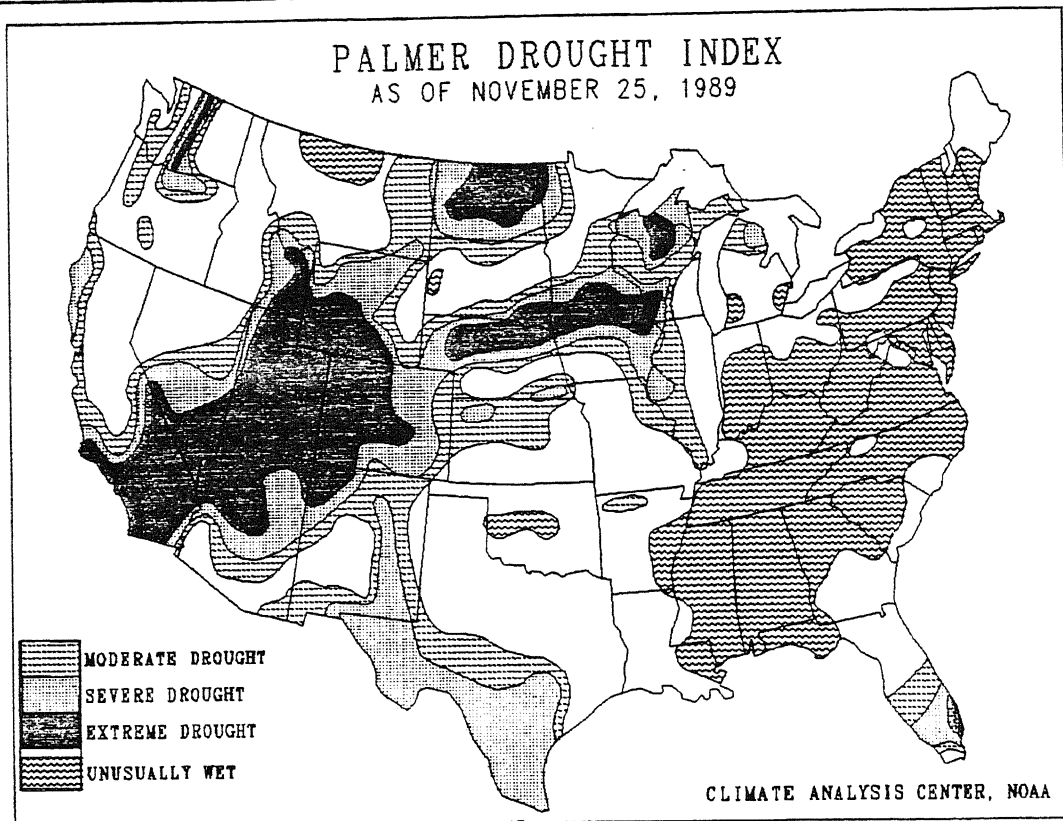 PALMER DROUGHT INDEX
AS OF NOVEMBER 25, 1989
MODERATE DROUGHT
SEVERE DROUGHT
EXTREME DROUGHT
UNUSUALLY WET
CLIMATE ANALYSIS CENTER, NOAA